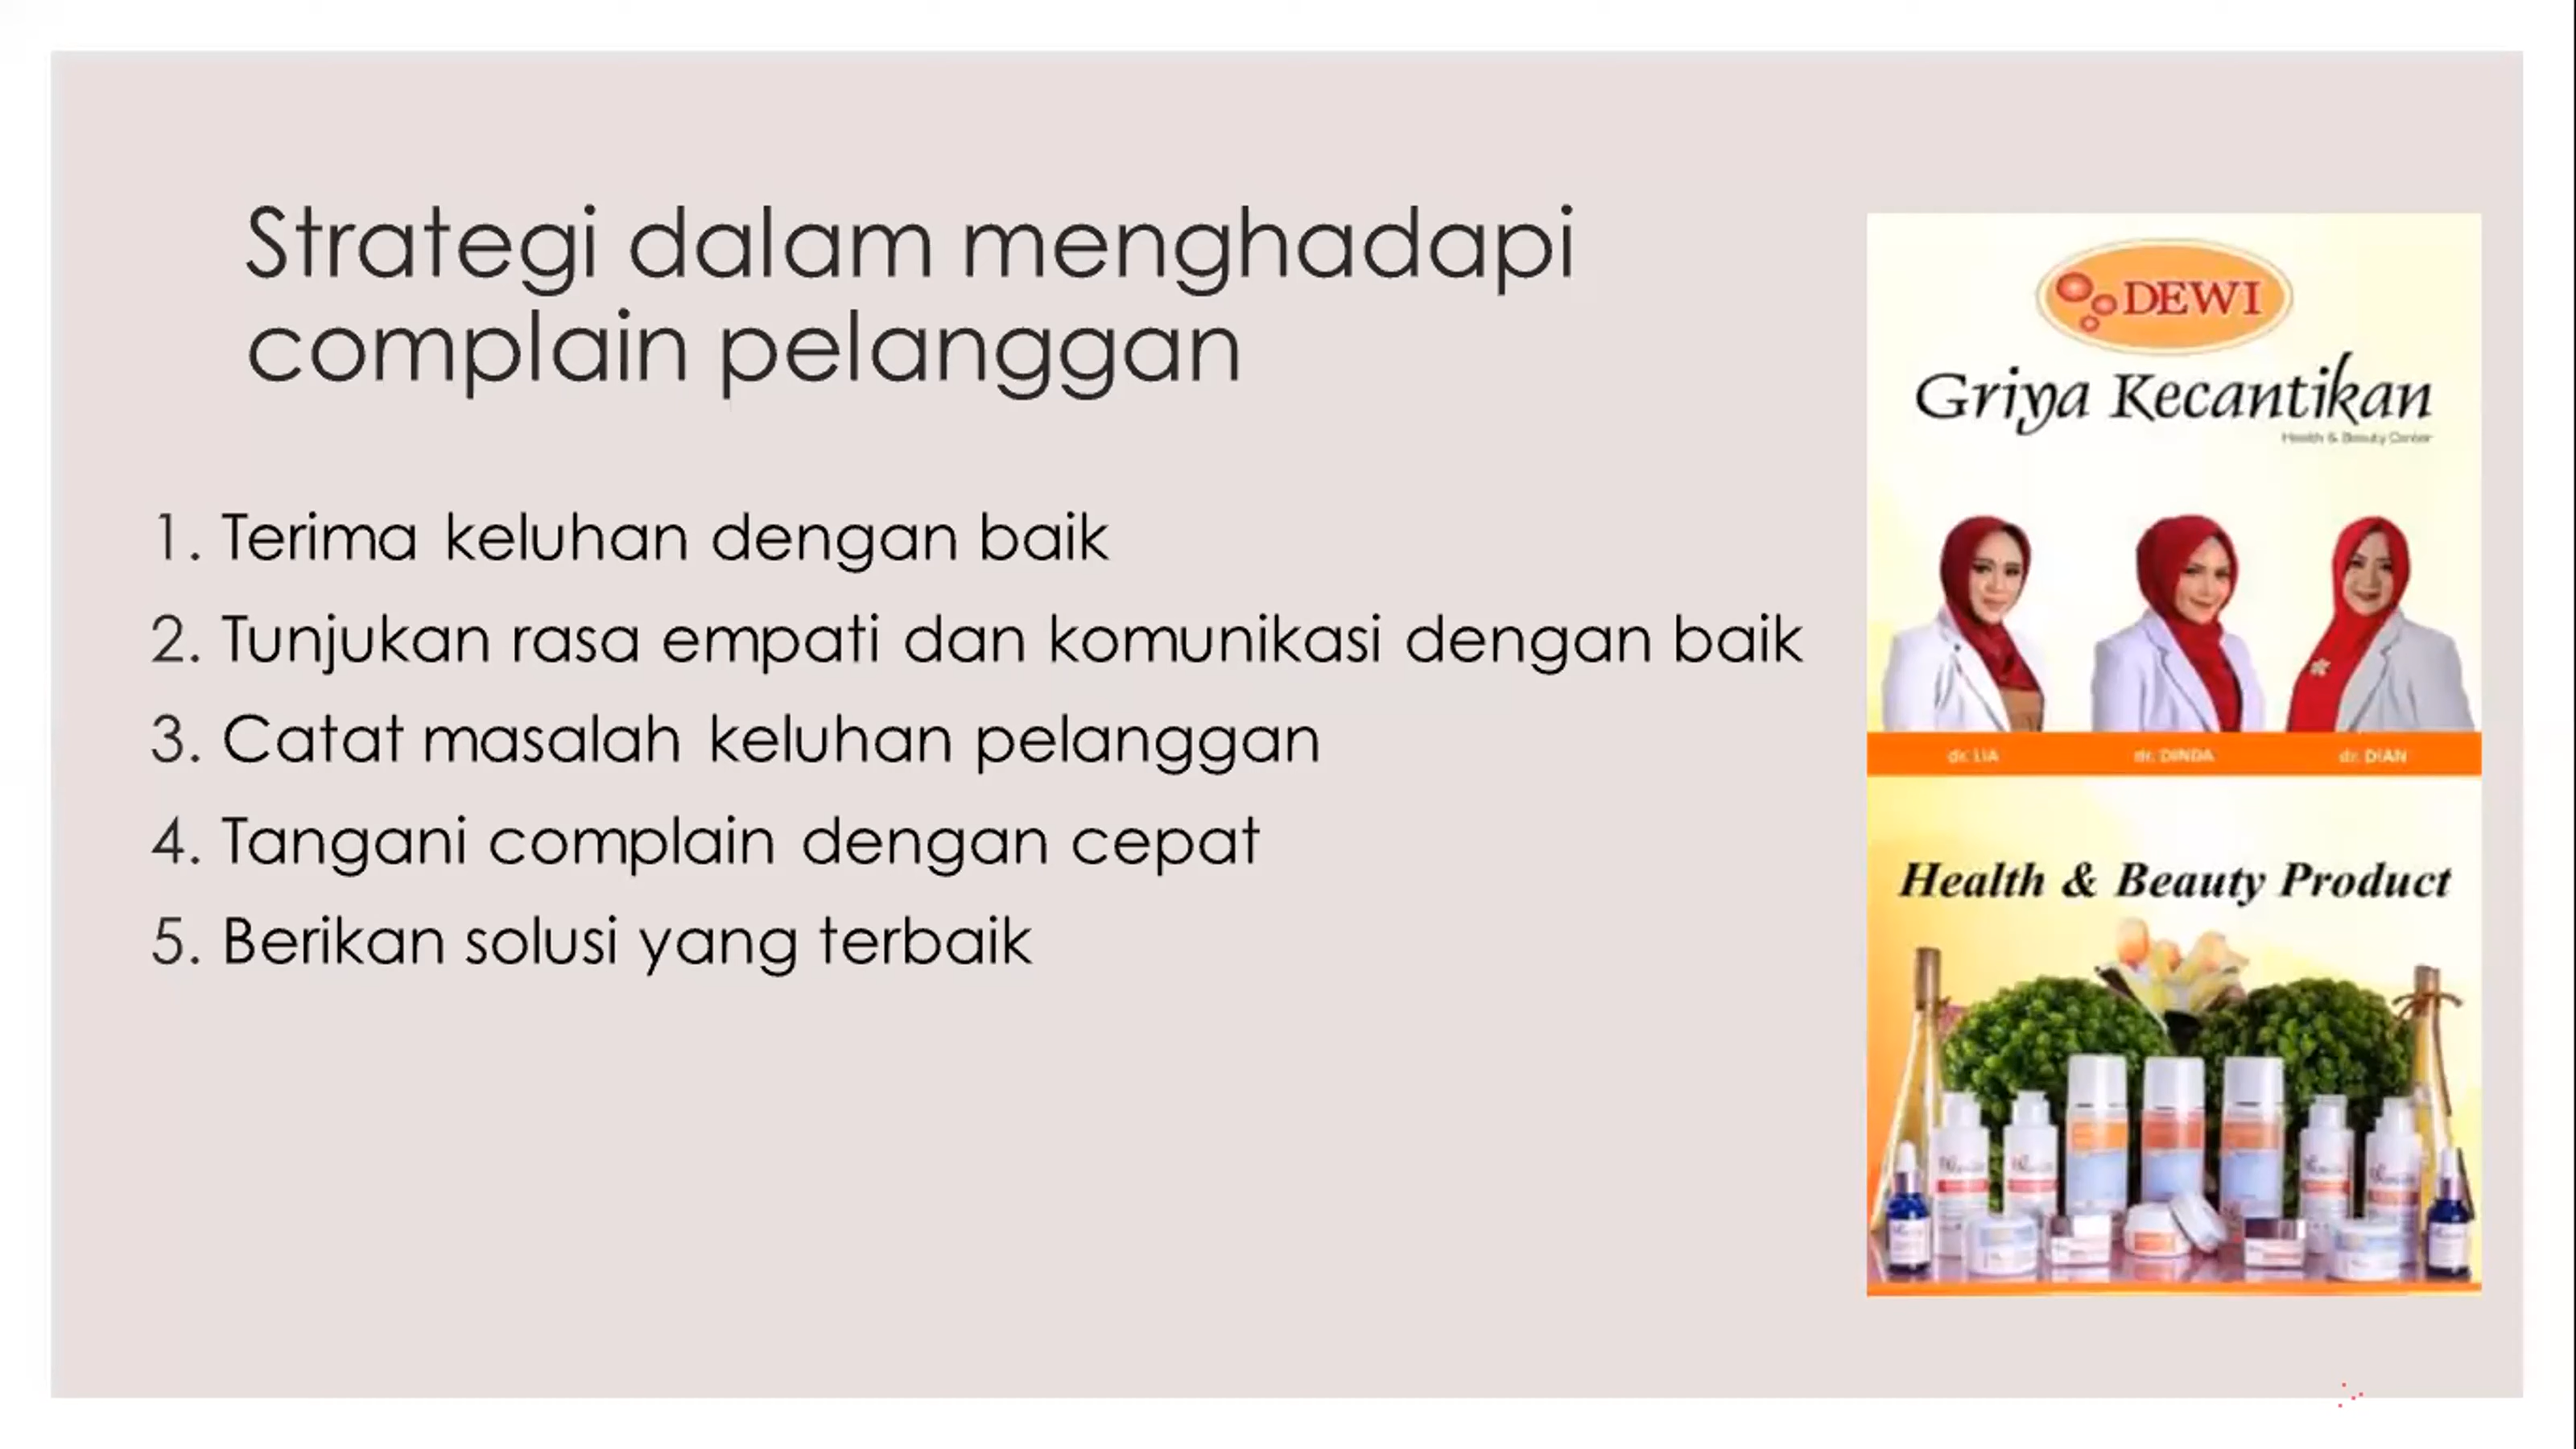 Strategi dalam menghadapi
complain pelanggan
1. Terima keluhan dengan baik
2. Tunjukan rasa empati dan komunikasi dengan baik
3. Catat masalah keluhan pelanggan
4. Tangani complain dengan cepat
5. Berikan solusi yang terbaik
DEWI
Griya Kecantikan
Health & Beauty Center
dr. LIA dr. DINDA dr. DIAN
Health & Beauty Product